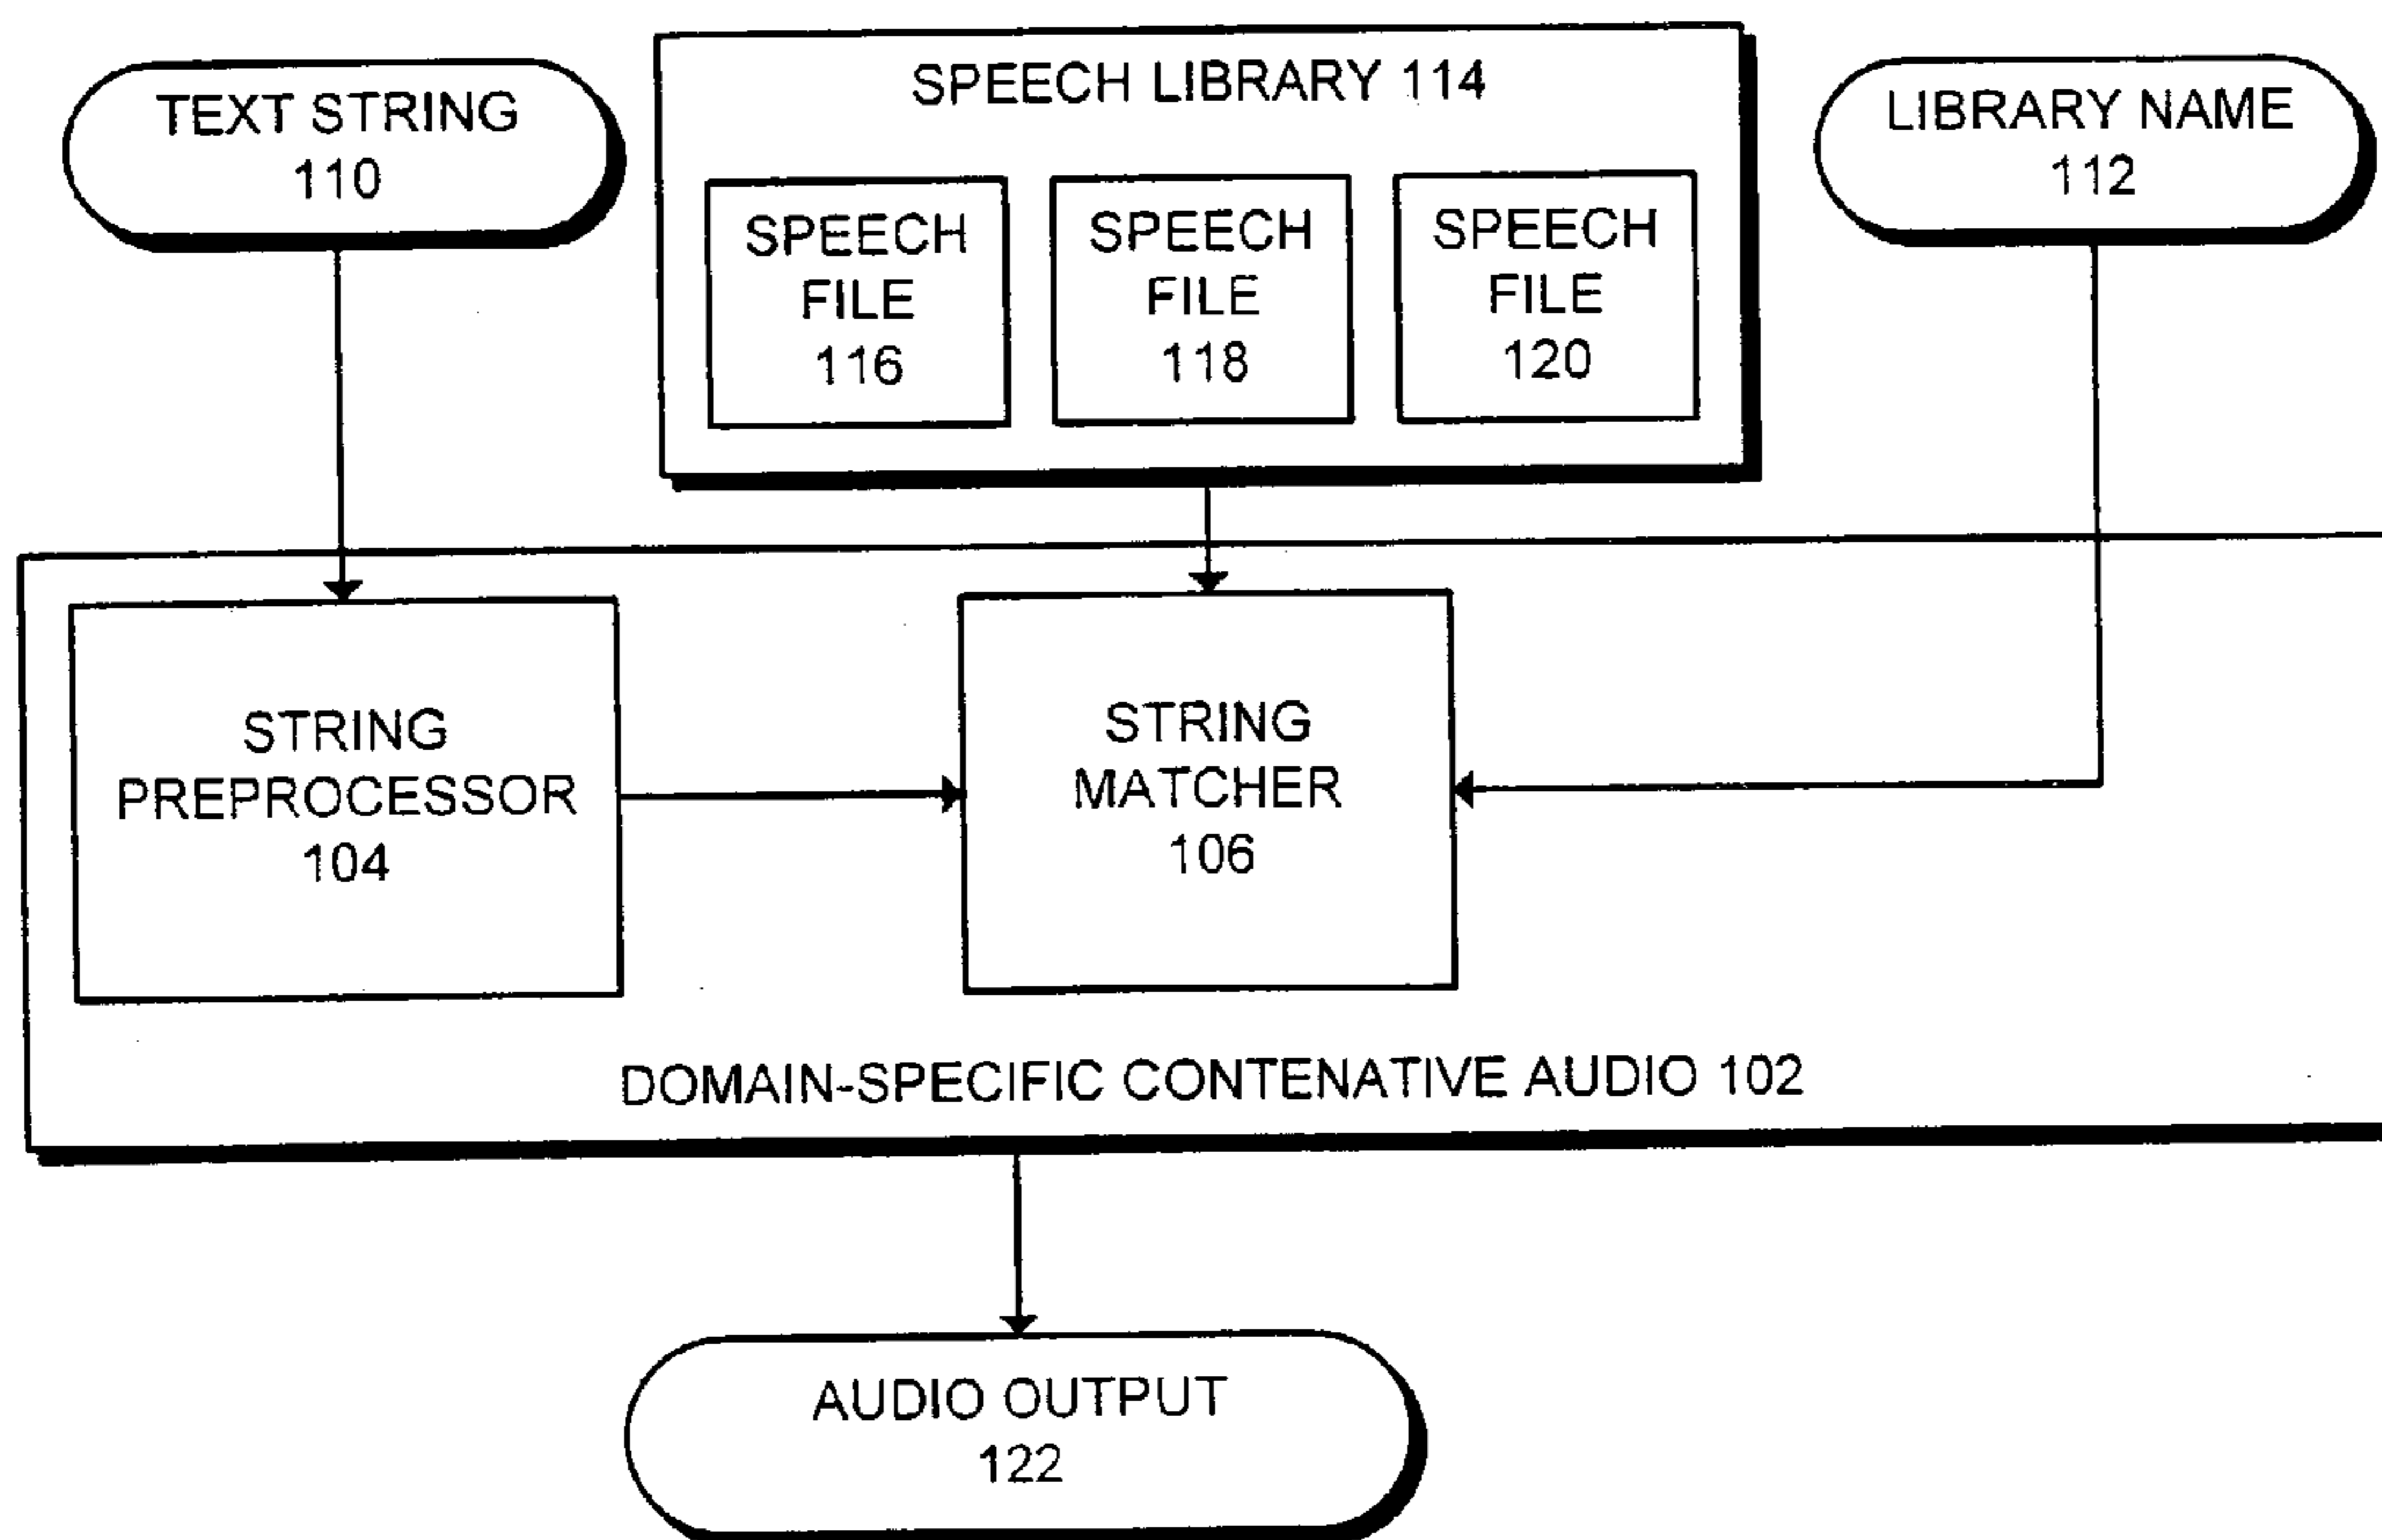 TEXT STRING
110
SPEECH LIBRARY 114
SPEECH
FILE
116
SPEECH
FILE
118
SPEECH
FILE
120
LIBRARY NAME
112
STRING
PREPROCESSOR
104
STRING
MATCHER
106
DOMAIN-SPECIFIC CONTENATIVE AUDIO 102
AUDIO OUTPUT
122